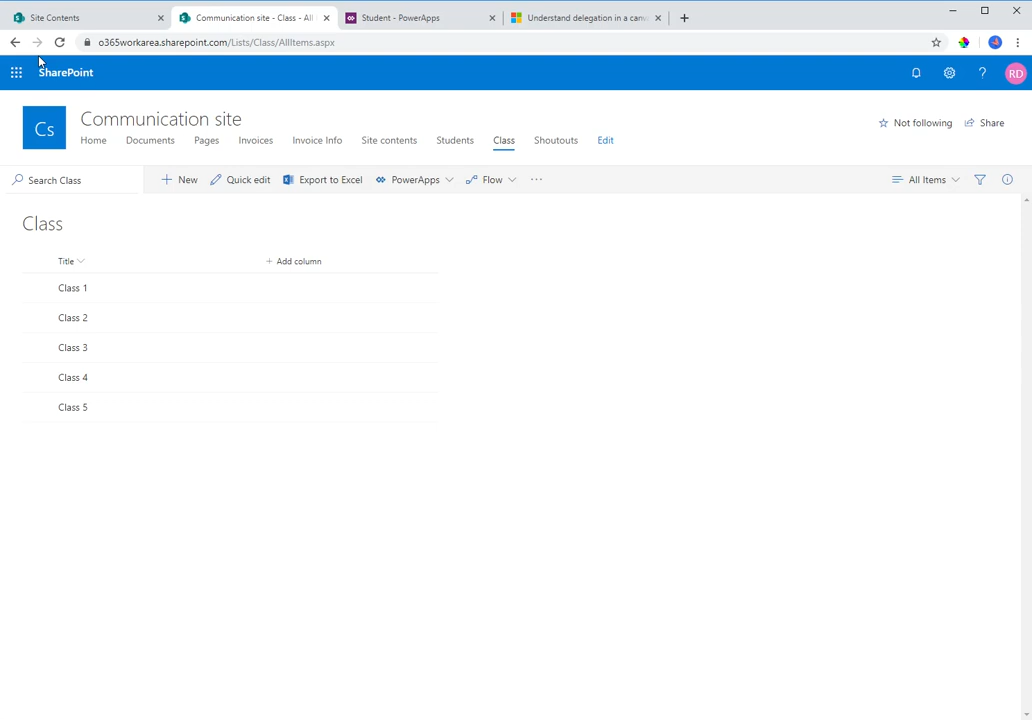 Site Contents
Communication site - Class - All
Student - PowerApps
Understand delegation in a canv
o365workarea.sharepoint.com/Lists/Class/AllItems.aspx
SharePoint
?
RD
Cs
Communication site
Home Documents Pages Invoices Invoice Info Site contents Students Class Shoutouts Edit
Not following Share
Search Class
New Quick edit Export to Excel PowerApps Flow ...
All Items
Class
Title + Add column
Class 1
Class 2
Class 3
Class 4
Class 5